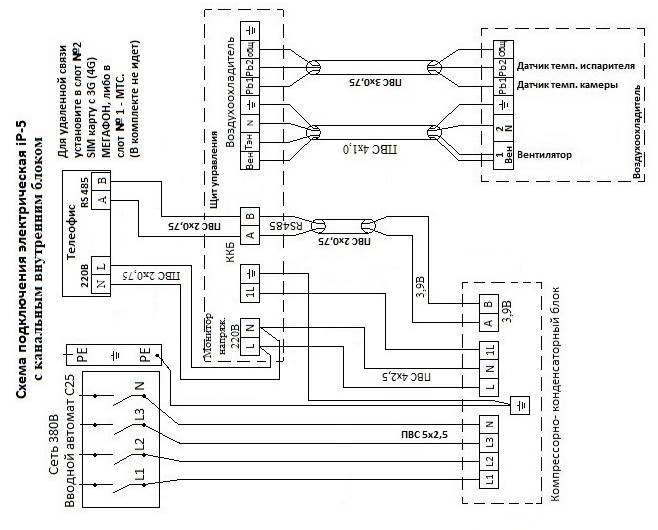 Схема подключения электрическая iP-5
с канальным внутренним блоком
Для удаленной связи
установите в слот №2
SIM карту с 3G (4G)
МЕГАФОН, либо в
слот № 1 - МТС.
(В комплекте не идет)
Телеофис
220В
RS 485
N
L
A
B
ПВС 2х0,75
ПВС 2х0,75
Сеть 380В
Вводной автомат С25
L1
L2
L3
N
PE
PE
Щит управления
Монитор
напряж.
220В
L
N
1L
ККБ
A
B
RS485
ПВС 2х0,75
Воздухоохладитель
Вен
Тэн
N
Pb1
Pb2
общ
ПВС 4х1,0
ПВС 3х0,75
Воздухоохладитель
1
Вен
2
N
Pb1
Pb2
общ
Вентилятор
Датчик темп. камеры
Датчик темп. испарителя
3,9В
3,9В
A
B
ПВС 4х2,5
L
N
1L
ПВС 5х2,5
L1
L2
L3
N
Компрессорно- конденсаторный блок